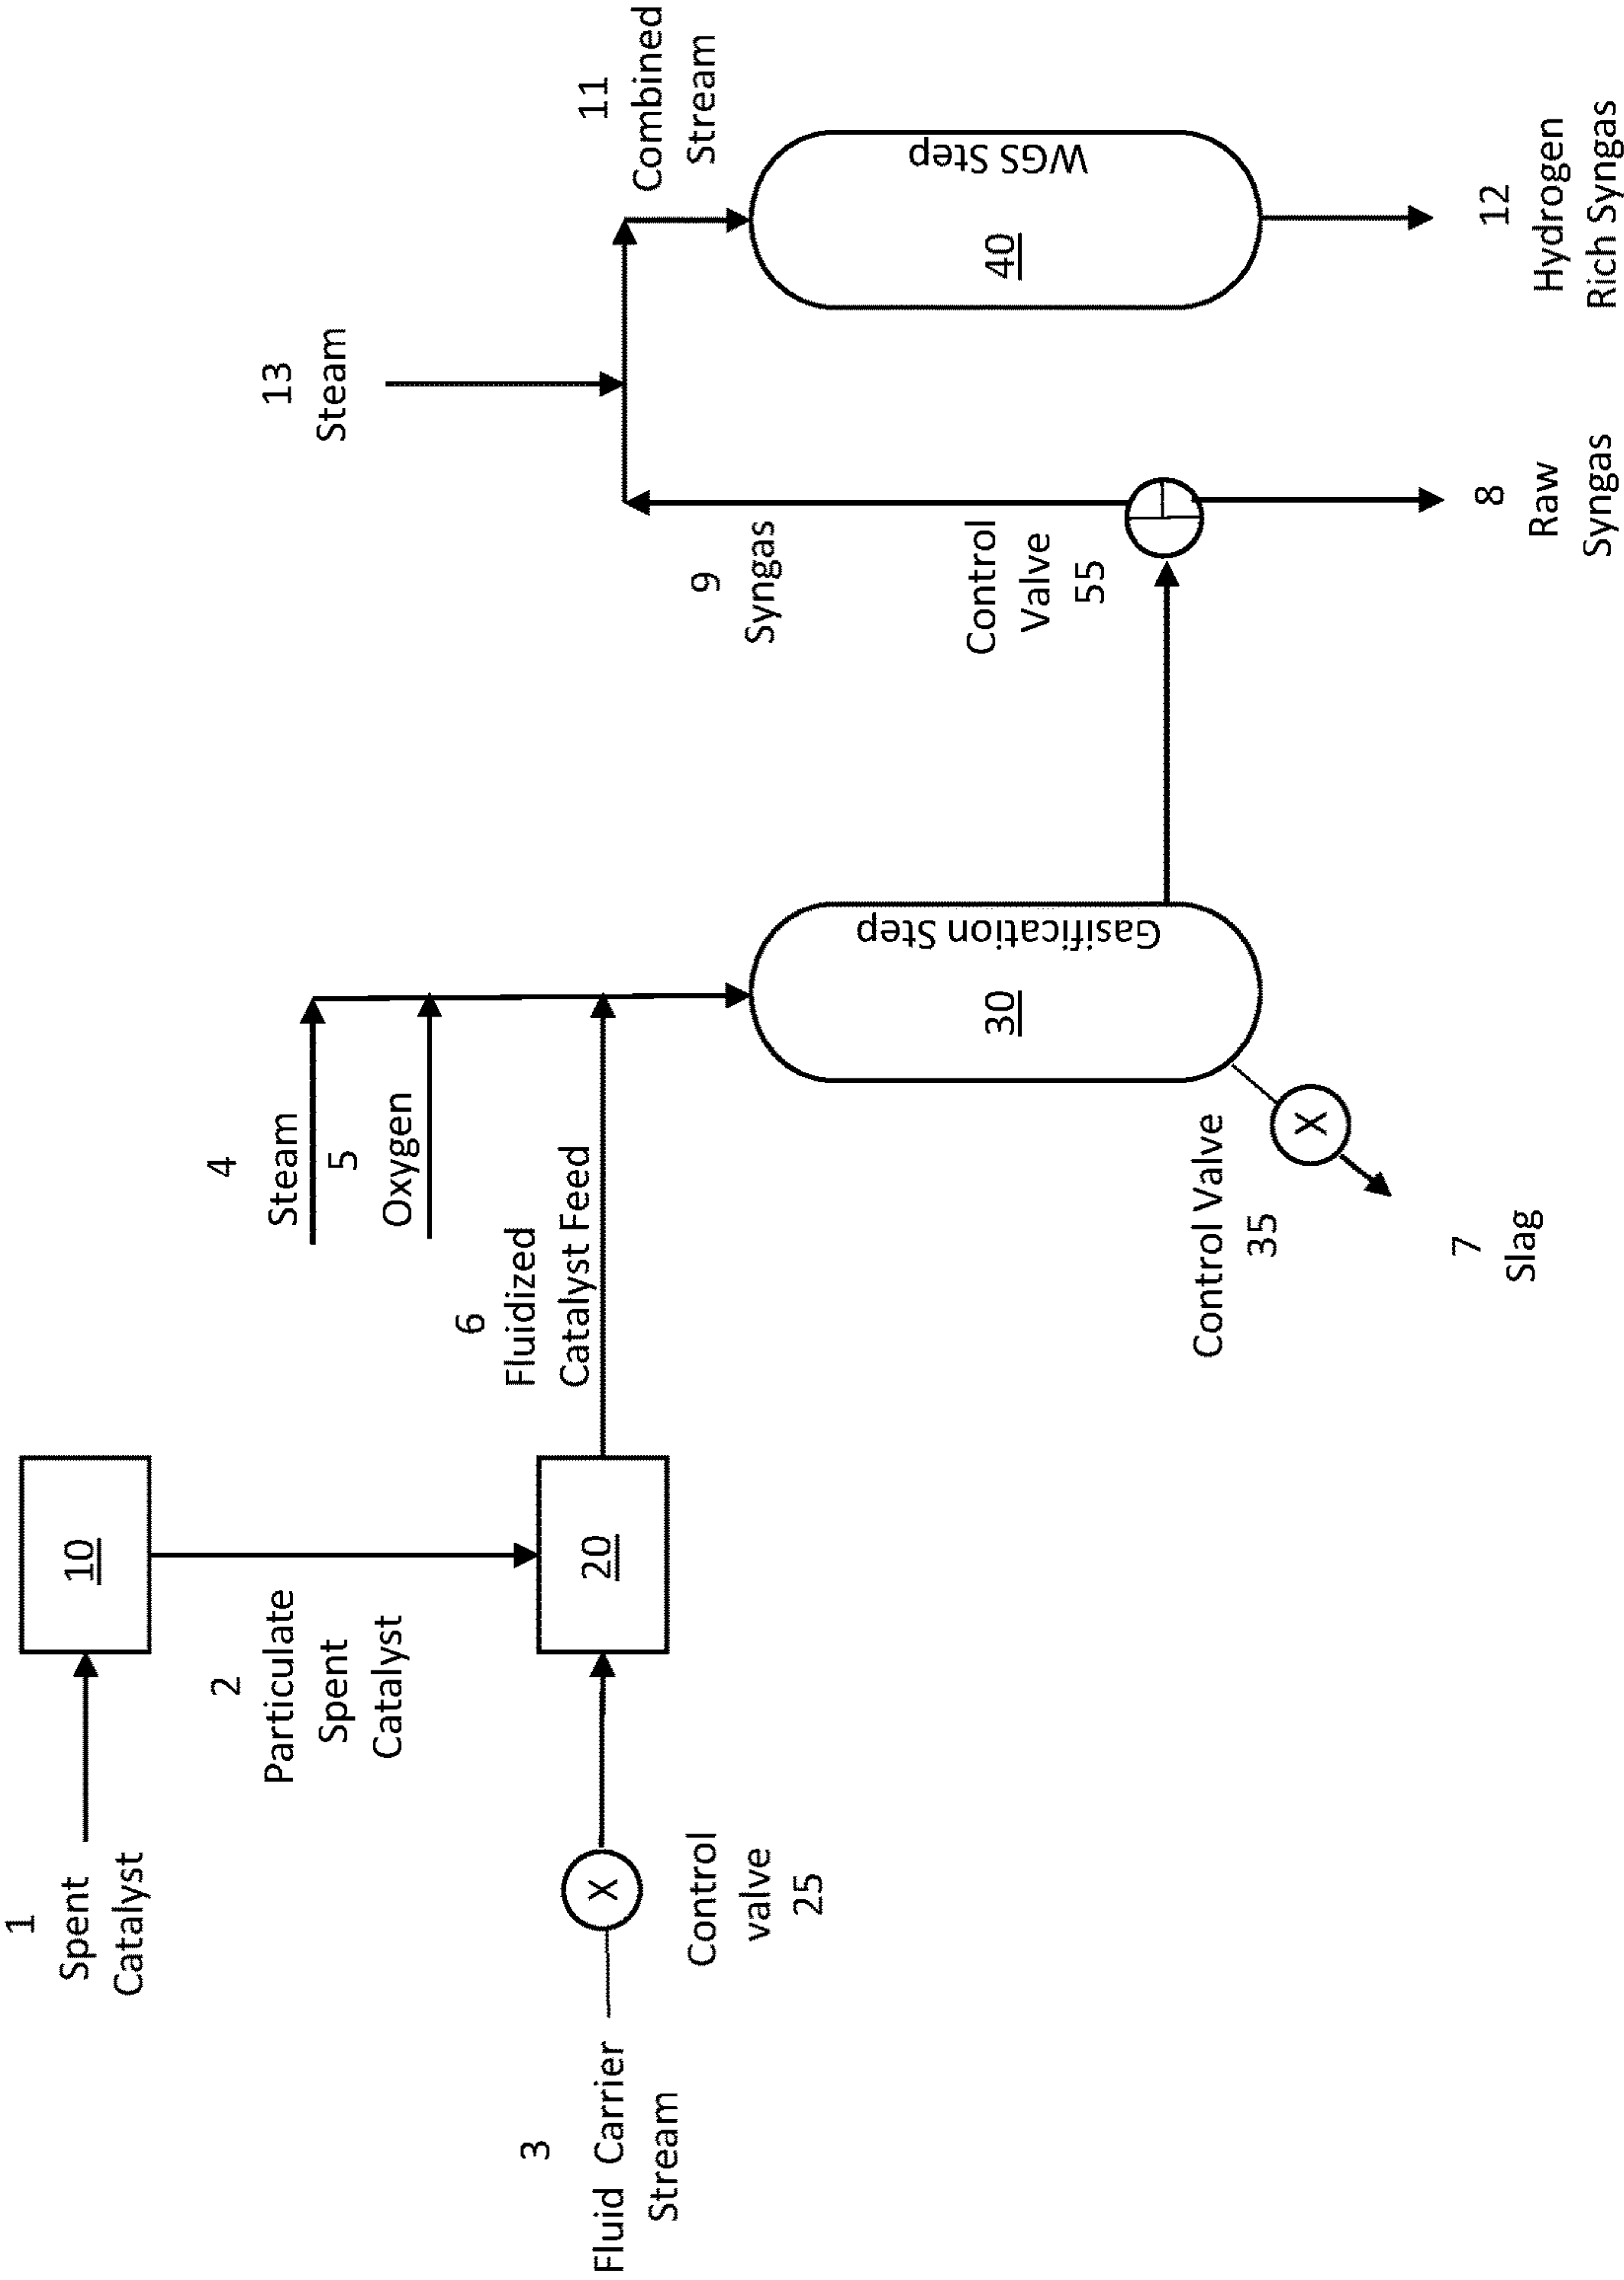 1
Spent
Catalyst
10
2
Particulate
Spent
Catalyst
3
Fluid Carrier
Stream
X
Control
valve
25
20
4
Steam
5
Oxygen
6
Fluidized
Catalyst Feed
30
Gasification Step
Control Valve
35
X
7
Slag
9
Syngas
Control
Valve
55
8
Raw
Syngas
13
Steam
11
Combined
Stream
40
WGS Step
12
Hydrogen
Rich Syngas